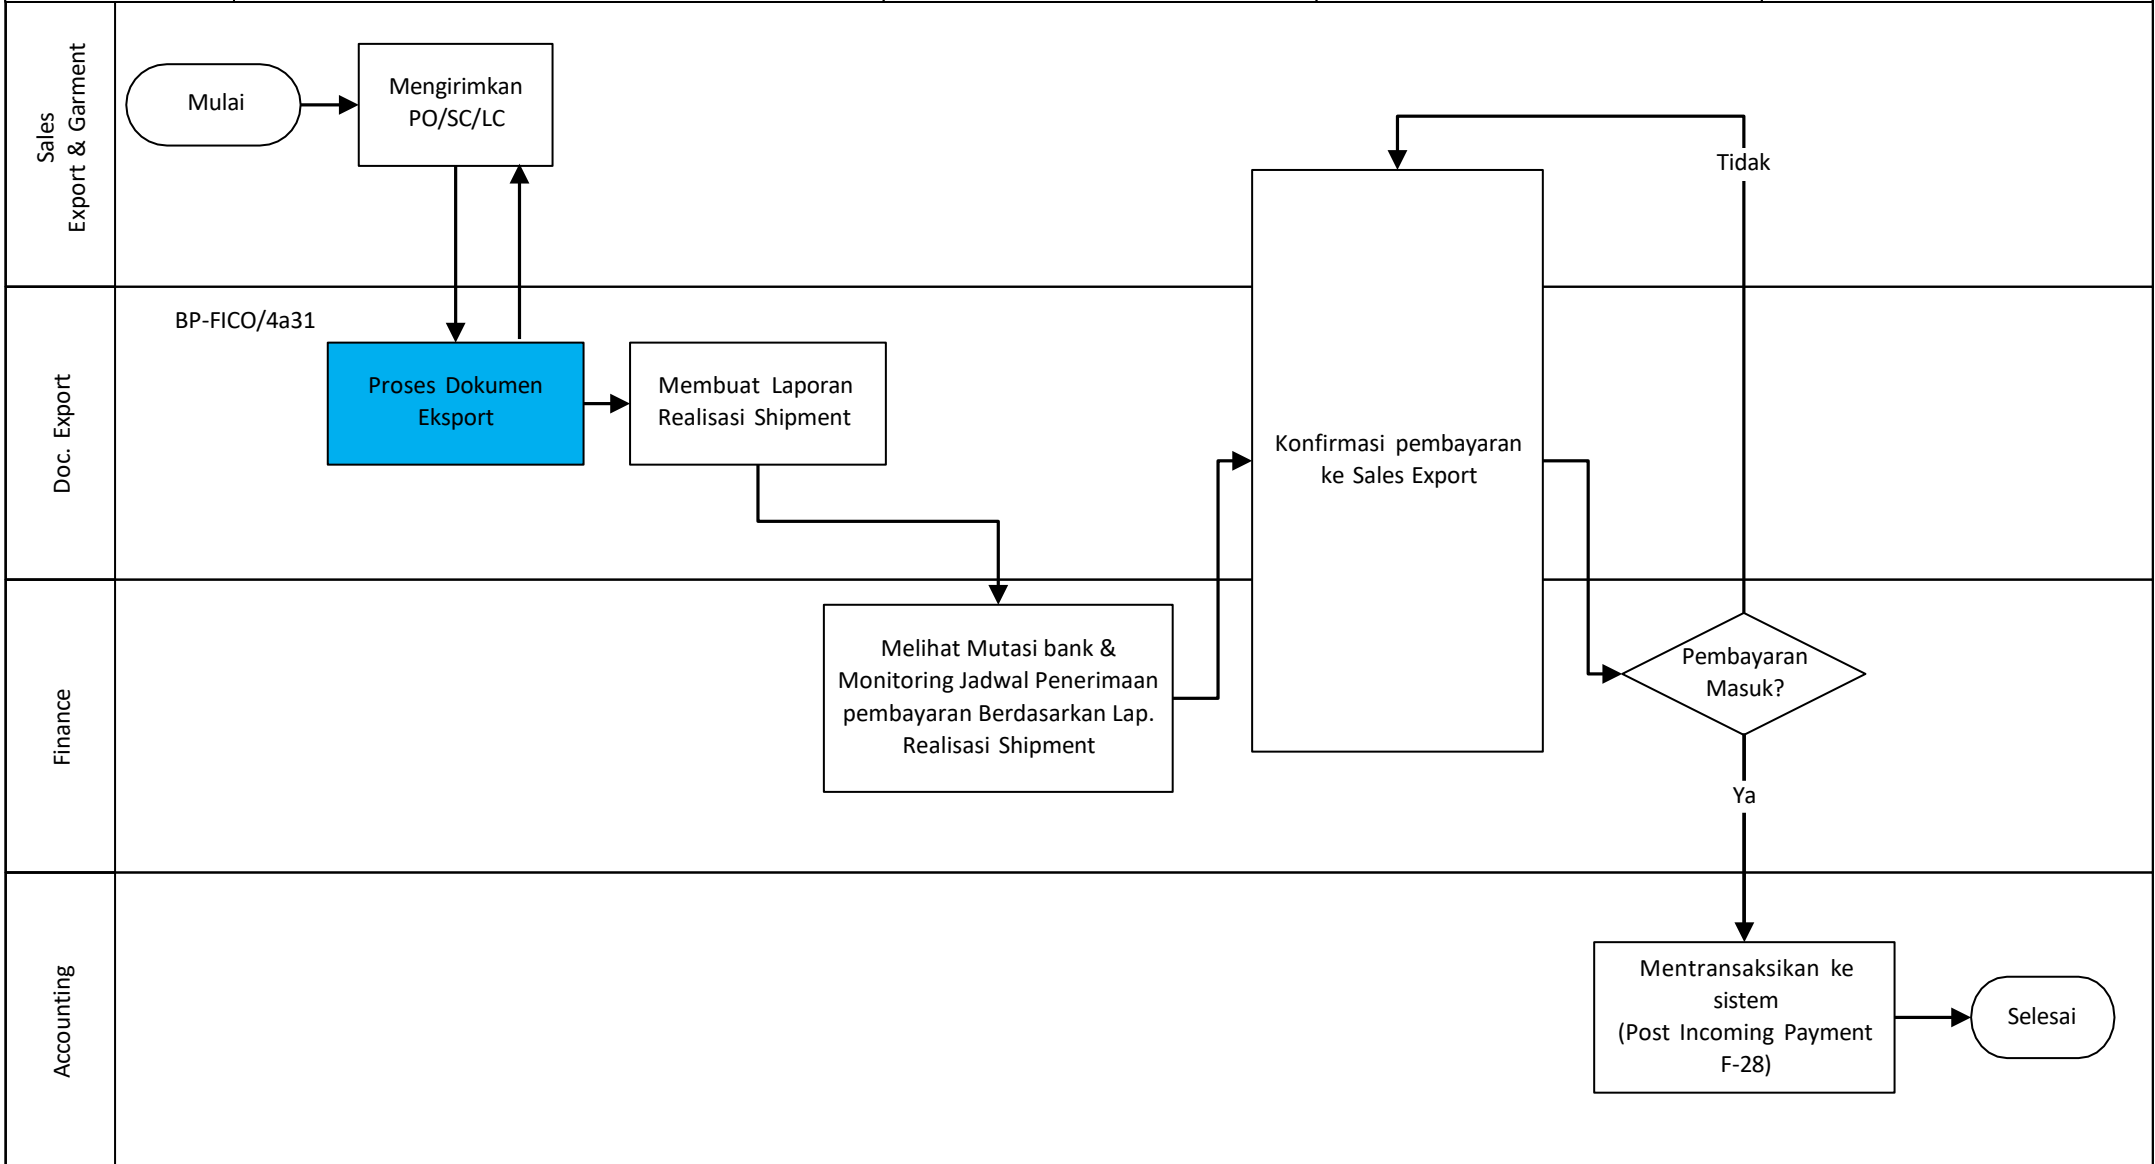 Sales
Export & Garment
Mulai
Mengirimkan
PO/SC/LC
Tidak
Doc. Export
BP-FICO/4a31
Proses Dokumen
Eksport
Membuat Laporan
Realisasi Shipment
Konfirmasi pembayaran
ke Sales Export
Finance
Melihat Mutasi bank &
Monitoring Jadwal Penerimaan
pembayaran Berdasarkan Lap.
Realisasi Shipment
Pembayaran
Masuk?
Ya
Accounting
Mentransaksikan ke
sistem
(Post Incoming Payment
F-28)
Selesai